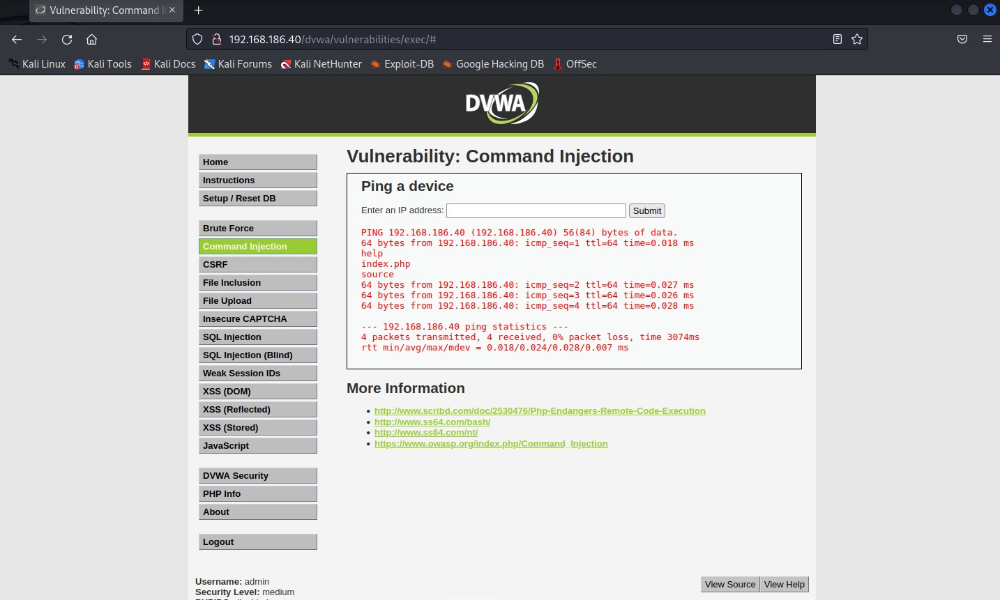 Vulnerability: Command I
192.168.186.40/dvwa/vulnerabilities/exec/#
Kali Linux Kali Tools Kali Docs Kali Forums Kali NetHunter Exploit-DB Google Hacking DB OffSec
DVWA
Home
Instructions
Setup / Reset DB
Brute Force
Command Injection
CSRF
File Inclusion
File Upload
Insecure CAPTCHA
SQL Injection
SQL Injection (Blind)
Weak Session IDs
XSS (DOM)
XSS (Reflected)
XSS (Stored)
JavaScript
DVWA Security
PHP Info
About
Logout
Vulnerability: Command Injection
Ping a device
Enter an IP address: Submit
PING 192.168.186.40 (192.168.186.40) 56(84) bytes of data.
64 bytes from 192.168.186.40: icmp_seq=1 ttl=64 time=0.018 ms
help
index.php
source
64 bytes from 192.168.186.40: icmp_seq=2 ttl=64 time=0.027 ms
64 bytes from 192.168.186.40: icmp_seq=3 ttl=64 time=0.026 ms
64 bytes from 192.168.186.40: icmp_seq=4 ttl=64 time=0.028 ms
--- 192.168.186.40 ping statistics ---
4 packets transmitted, 4 received, 0% packet loss, time 3074ms
rtt min/avg/max/mdev = 0.018/0.024/0.028/0.007 ms
More Information
http://www.scribd.com/doc/2530476/Php-Endangers-Remote-Code-Execution
http://www.ss64.com/bash/
http://www.ss64.com/nt/
https://www.owasp.org/index.php/Command_Injection
Username: admin
Security Level: medium
View Source View Help